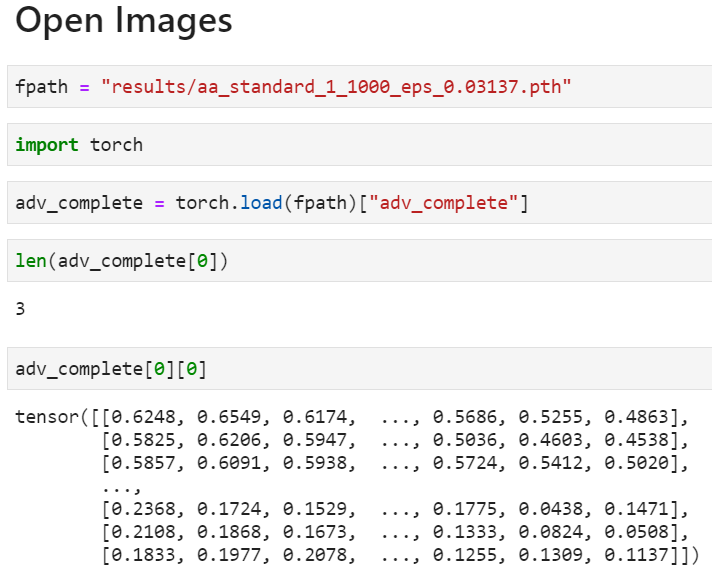 Open Images
fpath = "results/aa_standard_1_1000_eps_0.03137.pth"
import torch
adv_complete = torch.load(fpath)["adv_complete"]
len(adv_complete[0])
3
adv_complete[0][0]
tensor([[0.6248, 0.6549, 0.6174,  ..., 0.5686, 0.5255, 0.4863],
        [0.5825, 0.6206, 0.5947,  ..., 0.5036, 0.4603, 0.4538],
        [0.5857, 0.6091, 0.5938,  ..., 0.5724, 0.5412, 0.5020],
        ...,
        [0.2368, 0.1724, 0.1529,  ..., 0.1775, 0.0438, 0.1471],
        [0.2108, 0.1868, 0.1673,  ..., 0.1333, 0.0824, 0.0508],
        [0.1833, 0.1977, 0.2078,  ..., 0.1255, 0.1309, 0.1137]])